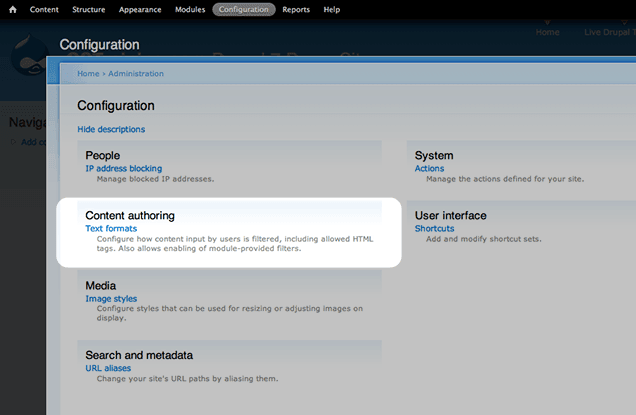 Content Structure Appearance Modules Configuration Reports Help
Home Live Drupal
Configuration
Home » Administration
Configuration
Hide descriptions
People
IP address blocking
Manage blocked IP addresses.
Content authoring
Text formats
Configure how content input by users is filtered, including allowed HTML
tags. Also allows enabling of module-provided filters.
Media
Image styles
Configure styles that can be used for resizing or adjusting images on
display.
Search and metadata
URL aliases
Change your site's URL paths by aliasing them.
System
Actions
Manage the actions defined for your site.
User interface
Shortcuts
Add and modify shortcut sets.
Naviga
Add co